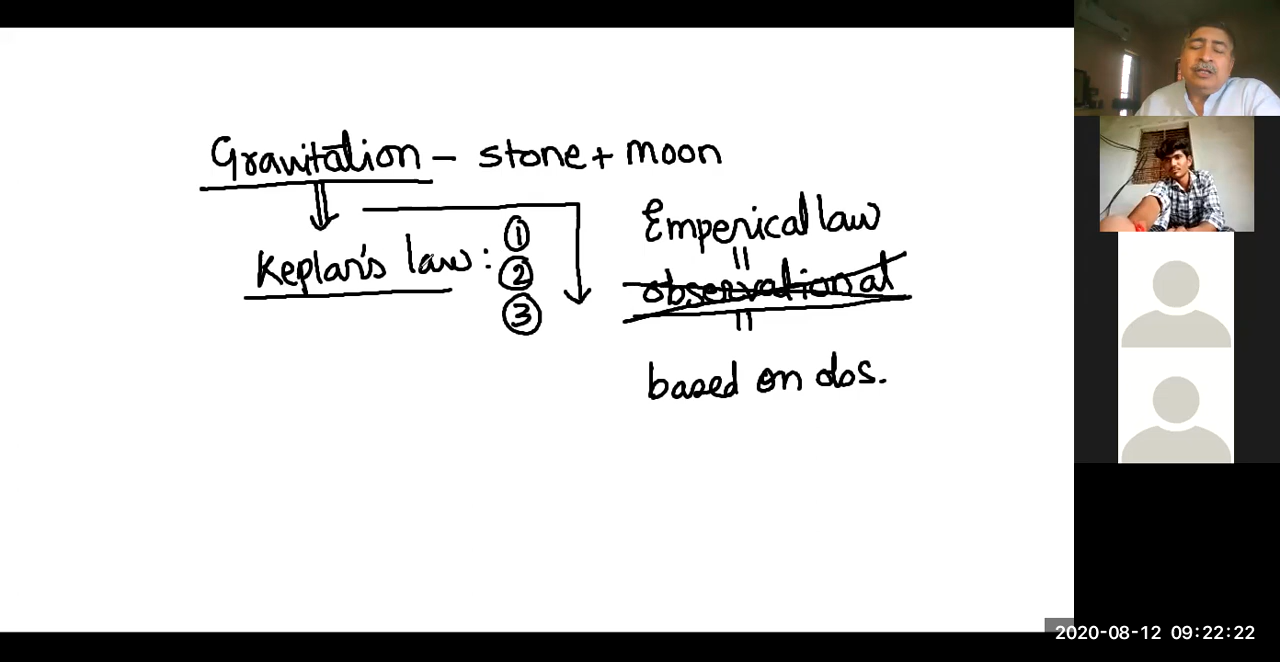 Gravitation - stone + moon
Keplar's law : ① ② ③
Emperical law
||
observational
||
based on obs.
2020-08-12 09:22:22